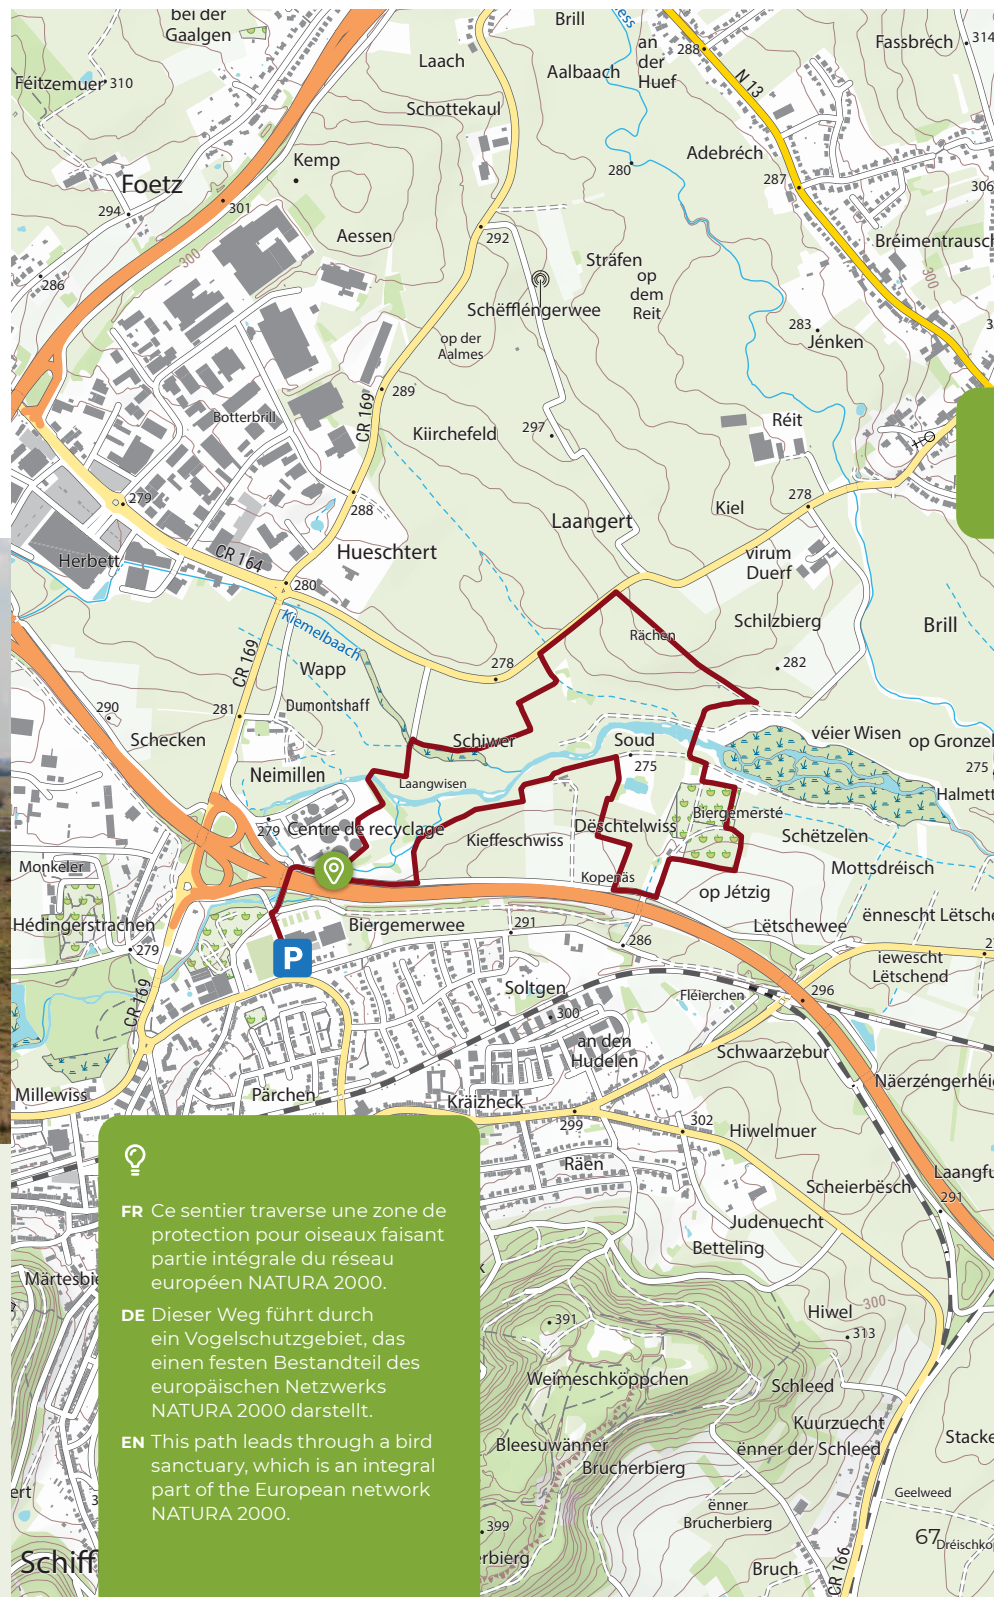 bei der
Gaalgen
Brill
Laach
an
der
Huef
288
Fassbréch
314
Féitzemuer
310
Aalbaach
Schottekaul
N 13
Kemp
Adebréch
280
287
Foetz
294
301
306
Aessen
292
300
Bréimentrausch
286
Sträfen
op
dem
Reit
300
Schëfflengerwee
283
Jénken
op der
Aalmes
289
CR 169
Botterbrill
Kiirchefeld
297
Réit
279
288
278
Kiel
Laangert
Herbett
CR 164
Hueschtert
virum
Duerf
280
Kiemelbaach
Rächen
Schilzbierg
Brill
CR 169
Wapp
278
282
290
281
Dumontshaff
Schecken
Schiwer
Soud
véier Wisen
op Gronzel
275
275
Neimillen
Laangwisen
Halmett
279
Centre de recyclage
Kieffeschwiss
Dëschtelwiss
Biergemersté
Schëtzelen
Monkeler
Kopenäs
op Jétzig
Mottsdréisch
Hédingerstrachen
279
Biergemerwee
291
286
Lëtschewee
ënnescht Lëtsche
iewescht
Lëtschend
P
Soltgen
Fléierchen
296
CR 169
300
an den
Hudelen
Schwaarzebur
Millewiss
Pärchen
Kräizheck
Näerzéngerhéi
299
302
Hiwelmuer
Räen
Scheierbësch
Laangfu
291
Judenuecht
Betteling
Märtesbie
Hiwel
300
313
391
Weimeschköppchen
Schleed
Kuurzuecht
Bleesuwänner
ënner der Schleed
Stacke
Brucherbierg
Geelweed
ënner
Brucherbierg
399
67
Dréischko
erbierg
Bruch
CR 166
Schiff
FR Ce sentier traverse une zone de
protection pour oiseaux faisant
partie intégrale du réseau
européen NATURA 2000.
DE Dieser Weg führt durch
ein Vogelschutzgebiet, das
einen festen Bestandteil des
europäischen Netzwerks
NATURA 2000 darstellt.
EN This path leads through a bird
sanctuary, which is an integral
part of the European network
NATURA 2000.